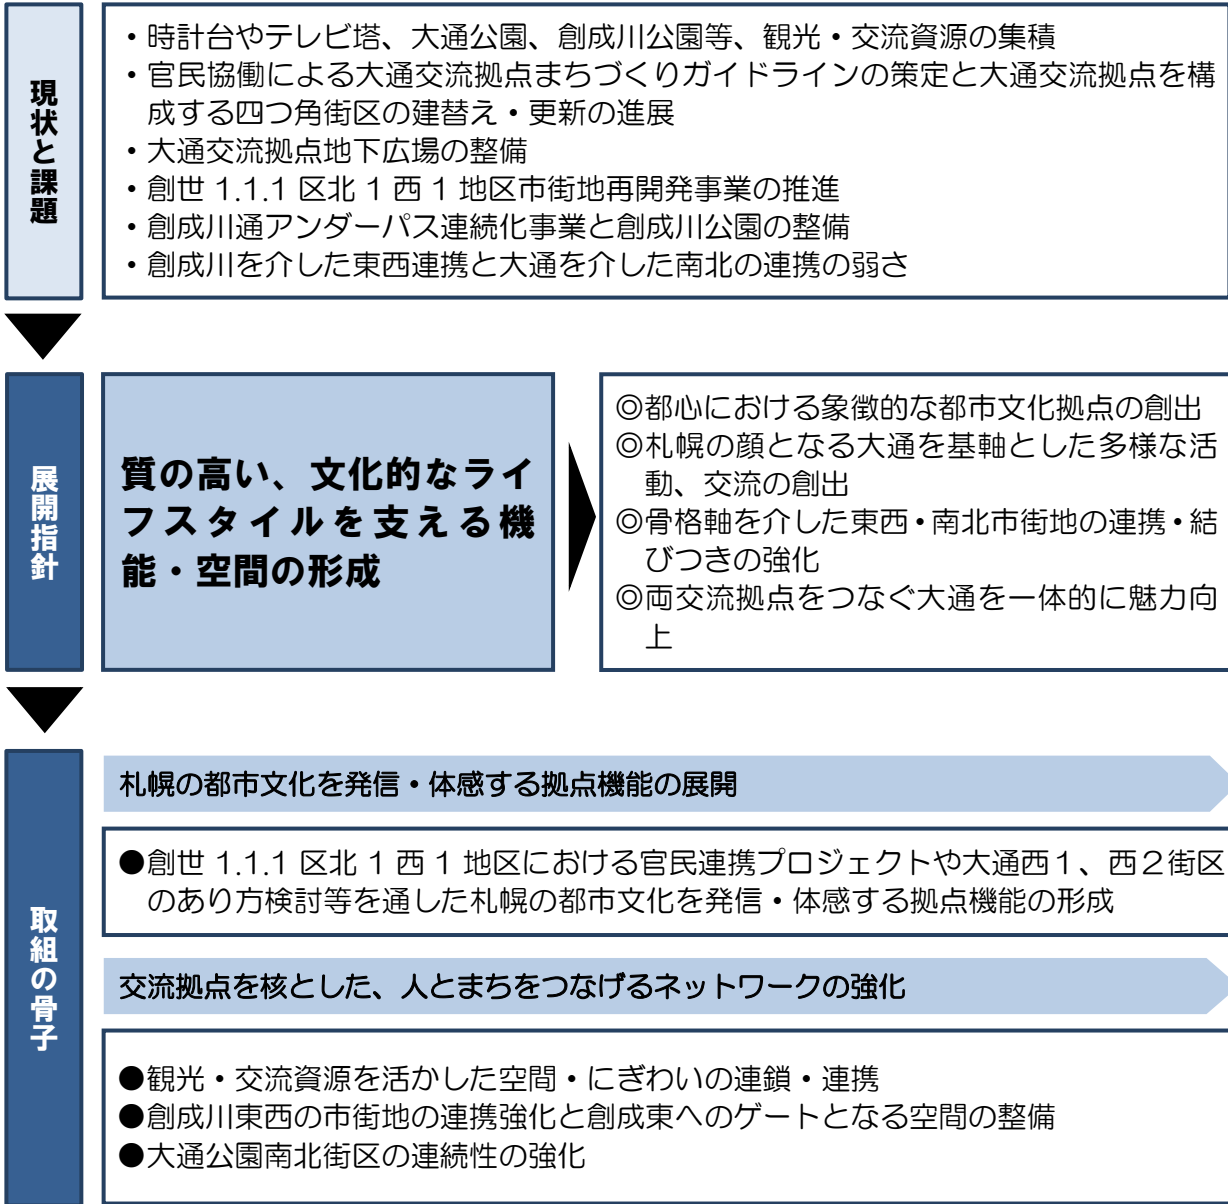 現状と課題
・時計台やテレビ塔、大通公園、創成川公園等、観光・交流資源の集積
・官民協働による大通交流拠点まちづくりガイドラインの策定と大通交流拠点を構
成する四つ角街区の建替え・更新の進展
・大通交流拠点地下広場の整備
・創世 1.1.1 区北 1 西 1 地区市街地再開発事業の推進
・創成川通アンダーパス連続化事業と創成川公園の整備
・創成川を介した東西連携と大通を介した南北の連携の弱さ
展開指針
質の高い、文化的なライ
フスタイルを支える機
能・空間の形成
◎都心における象徴的な都市文化拠点の創出
◎札幌の顔となる大通を基軸とした多様な活
動、交流の創出
◎骨格軸を介した東西・南北市街地の連携・結
びつきの強化
◎両交流拠点をつなぐ大通を一体的に魅力向
上
取組の骨子
札幌の都市文化を発信・体感する拠点機能の展開
●創世 1.1.1 区北 1 西 1 地区における官民連携プロジェクトや大通西１、西２街区
のあり方検討等を通した札幌の都市文化を発信・体感する拠点機能の形成
交流拠点を核とした、人とまちをつなげるネットワークの強化
●観光・交流資源を活かした空間・にぎわいの連鎖・連携
●創成川東西の市街地の連携強化と創成東へのゲートとなる空間の整備
●大通公園南北街区の連続性の強化